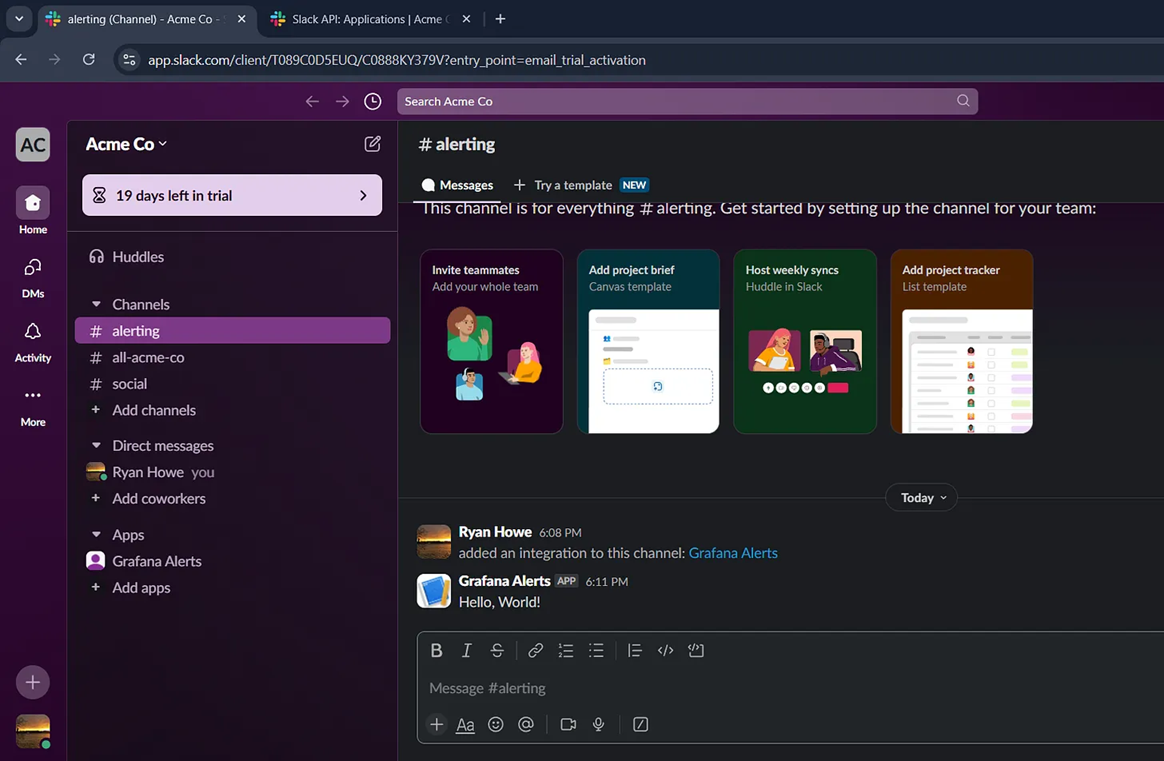 alerting (Channel) - Acme Co -
Slack API: Applications | Acme
app.slack.com/client/T089C0D5EUQ/C0888KY379V?entry_point=email_trial_activation
Search Acme Co
AC
Home
DMs
Activity
More
Acme Co
19 days left in trial
Huddles
Channels
# alerting
# all-acme-co
# social
+ Add channels
Direct messages
Ryan Howe you
+ Add coworkers
Apps
Grafana Alerts
+ Add apps
# alerting
Messages
+ Try a template NEW
This channel is for everything # alerting. Get started by setting up the channel for your team:
Invite teammates
Add your whole team
Add project brief
Canvas template
Host weekly syncs
Huddle in Slack
Add project tracker
List template
Today
Ryan Howe 6:08 PM
added an integration to this channel: Grafana Alerts
Grafana Alerts APP 6:11 PM
Hello, World!
B I S
Message #alerting
+ Aa @